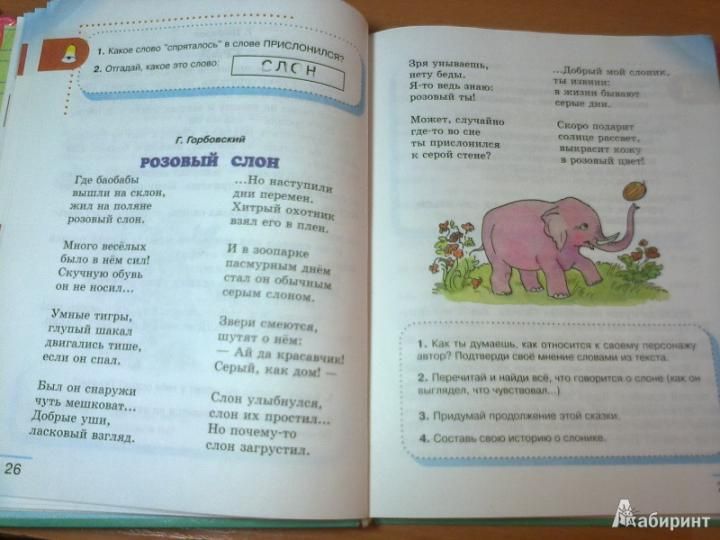 1. Какое слово "спряталось" в слове ПРИСЛОНИЛСЯ?
2. Отгадай, какое это слово:
СЛОН
Г. Горбовский
РОЗОВЫЙ СЛОН
Где баобабы
вышли на склон,
жил на поляне
розовый слон.
Много весёлых
было в нём сил!
Скучную обувь
он не носил...
Умные тигры,
глупый шакал
двигались тише,
если он спал.
Был он снаружи
чуть мешковат...
Добрые уши,
ласковый взгляд.
...Но наступили
дни перемен.
Хитрый охотник
взял его в плен.
И в зоопарке
пасмурным днём
стал он обычным
серым слоном.
Звери смеются,
шутят о нём:
— Ай да красавчик!
Серый, как дом! —
Слон улыбнулся,
слон их простил...
Но почему-то
слон загрустил.
26
Зря унываешь,
нету беды.
Я-то ведь знаю:
розовый ты!
Может, случайно
где-то во сне
ты прислонился
к серой стене?
...Добрый мой слоник,
ты извини:
в жизни бывают
серые дни.
Скоро подарит
солнце рассвет,
выкрасит кожу
в розовый цвет!
1. Как ты думаешь, как относится к своему персонажу
автор? Подтверди своё мнение словами из текста.
2. Перечитай и найди всё, что говорится о слоне (как он
выглядел, что чувствовал...)
3. Придумай продолжение этой сказки.
4. Составь свою историю о слонике.
Лабиринт